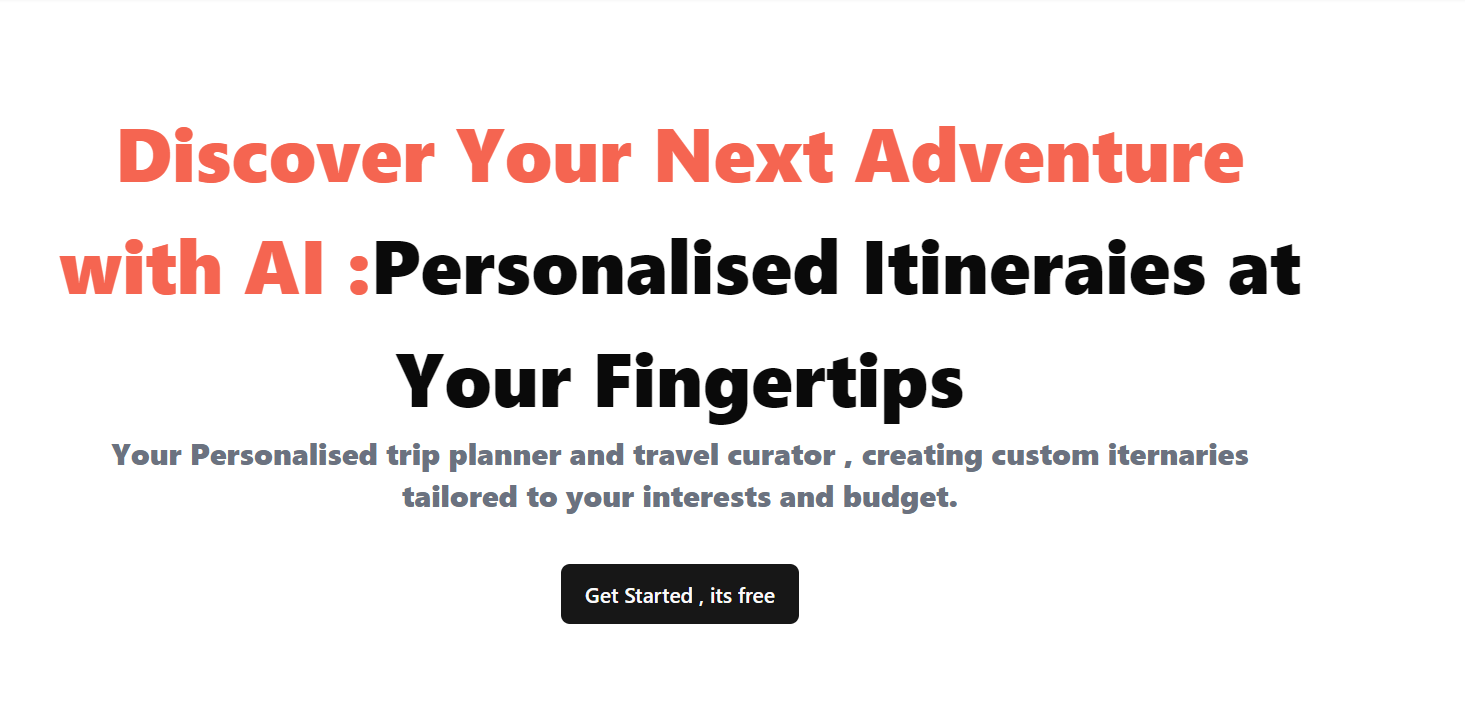 Discover Your Next Adventure
with AI :Personalised Itineraies at
Your Fingertips
Your Personalised trip planner and travel curator , creating custom iternaries
tailored to your interests and budget.
Get Started , its free